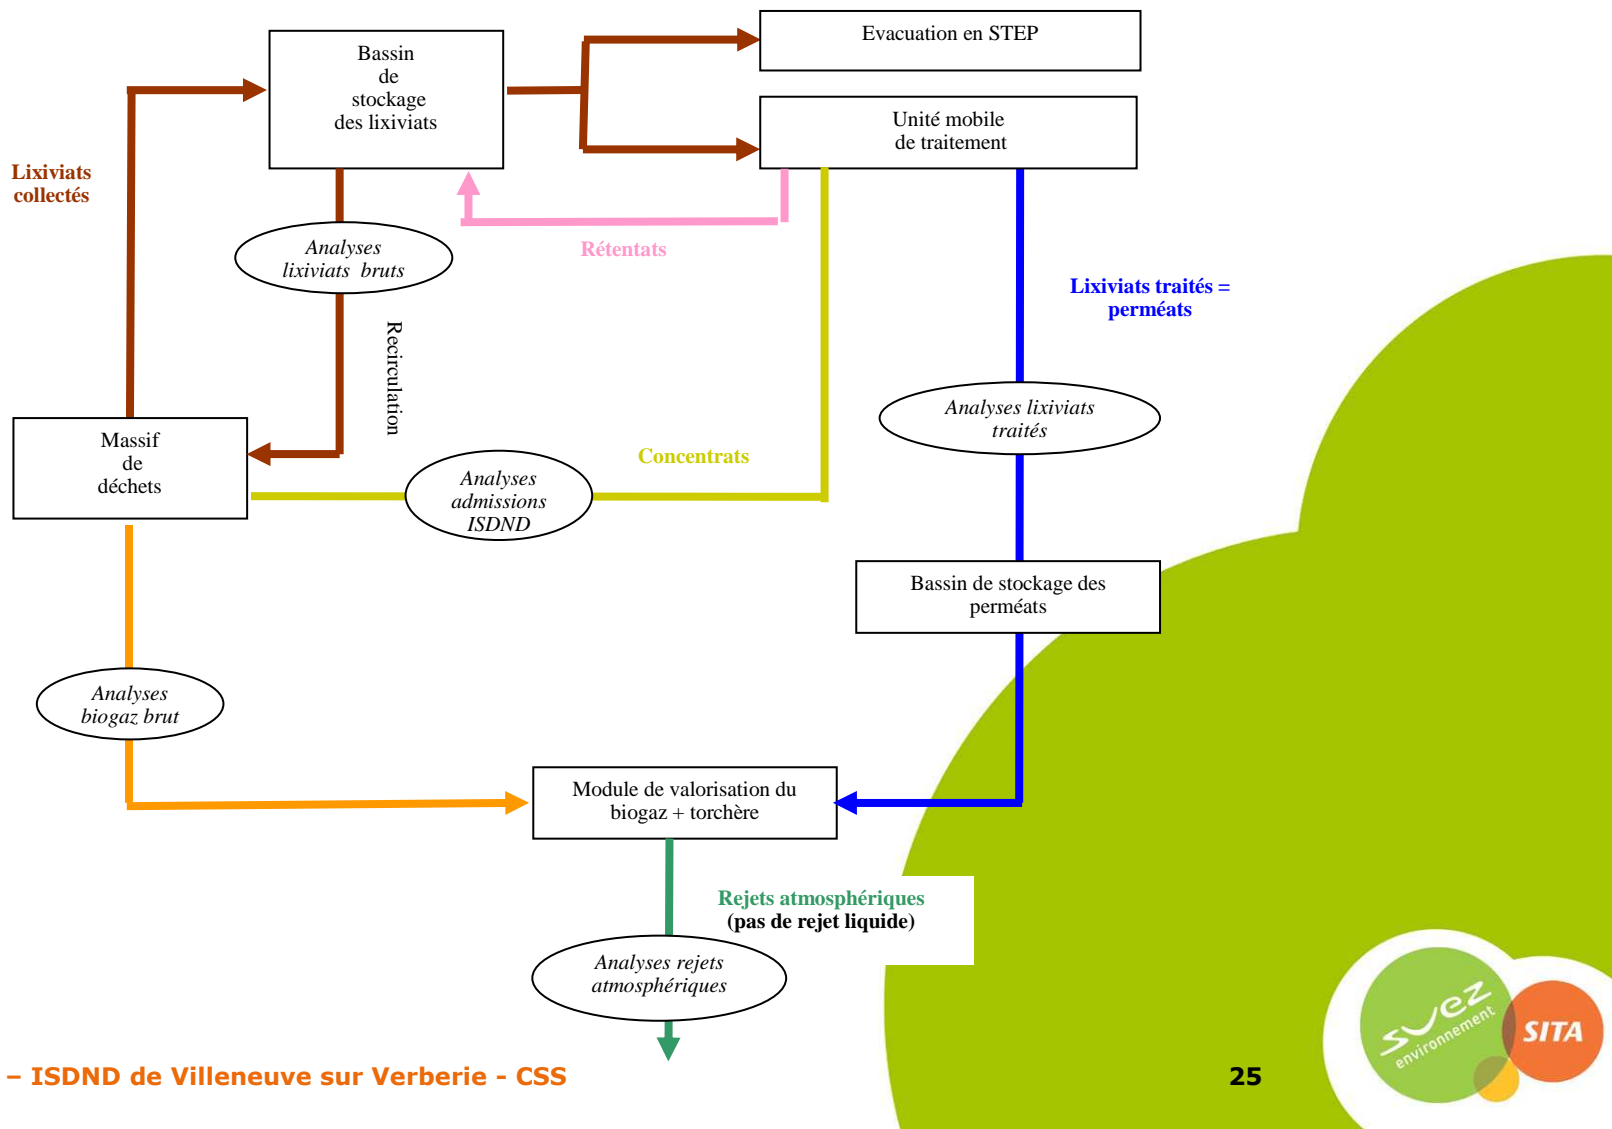 Bassin
de
stockage
des lixiviats
Evacuation en STEP
Unité mobile
de traitement
Lixiviats
collectés
Analyses
lixiviats bruts
Rétentats
Lixiviats traités =
perméats
Recirculation
Analyses lixiviats
traités
Massif
de
déchets
Concentrats
Analyses
admissions
ISDND
Bassin de stockage des
perméats
Analyses
biogaz brut
Module de valorisation du
biogaz + torchère
Rejets atmosphériques
(pas de rejet liquide)
Analyses rejets
atmosphériques
– ISDND de Villeneuve sur Verberie - CSS
25
suez
environnement
SITA